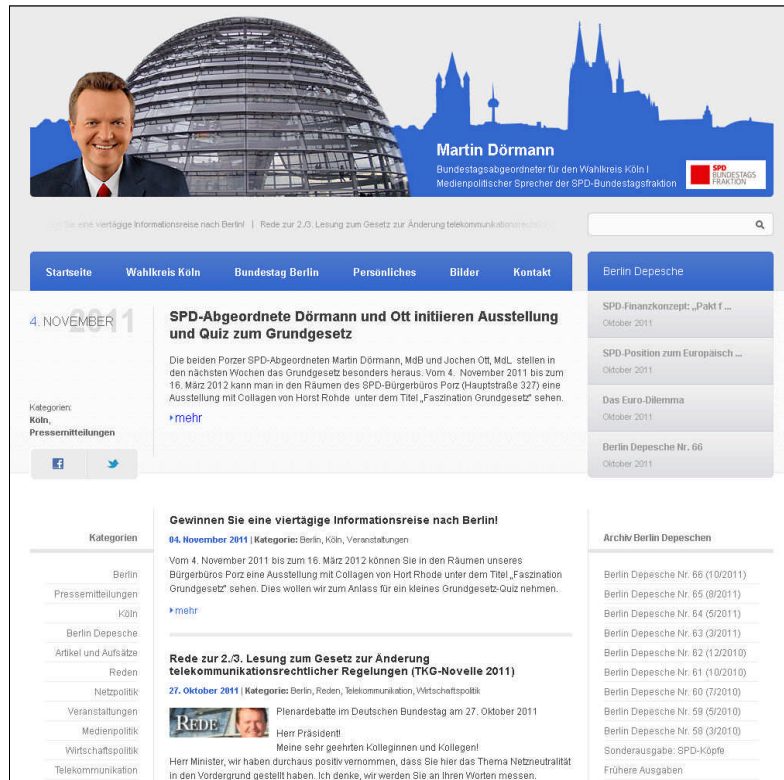 Martin Dörmann
Bundestagsabgeordneter für den Wahlkreis Köln I
Medienpolitischer Sprecher der SPD-Bundestagsfraktion
SPD
BUNDESTAGS
FRAKTION
Sie eine viertägige Informationsreise nach Berlin! | Rede zur 2./3. Lesung zum Gesetz zur Änderung telekommunikationsrechtlicher
Startseite Wahlkreis Köln Bundestag Berlin Persönliches Bilder Kontakt
4. NOVEMBER 2011
SPD-Abgeordnete Dörmann und Ott initiieren Ausstellung
und Quiz zum Grundgesetz
Die beiden Porzer SPD-Abgeordneten Martin Dörmann, MdB und Jochen Ott, MdL stellen in
den nächsten Wochen das Grundgesetz besonders heraus. Vom 4. November 2011 bis zum
16. März 2012 kann man in den Räumen des SPD-Bürgerbüros Porz (Hauptstraße 327) eine
Ausstellung mit Collagen von Horst Rohde unter dem Titel „Faszination Grundgesetz" sehen.
mehr
Kategorien:
Köln,
Pressemitteilungen
Berlin Depesche
SPD-Finanzkonzept: „Pakt f ...
Oktober 2011
SPD-Position zum Europäisch ...
Oktober 2011
Das Euro-Dilemma
Oktober 2011
Berlin Depesche Nr. 66
Oktober 2011
Kategorien
Berlin
Pressemitteilungen
Köln
Berlin Depesche
Artikel und Aufsätze
Reden
Netzpolitik
Veranstaltungen
Medienpolitik
Wirtschaftspolitik
Telekommunikation
Gewinnen Sie eine viertägige Informationsreise nach Berlin!
04. November 2011 | Kategorie: Berlin, Köln, Veranstaltungen
Vom 4. November 2011 bis zum 16. März 2012 können Sie in den Räumen unseres
Bürgerbüros Porz eine Ausstellung mit Collagen von Hort Rhode unter dem Titel „Faszination
Grundgesetz" sehen. Dies wollen wir zum Anlass für ein kleines Grundgesetz-Quiz nehmen.
mehr
Rede zur 2./3. Lesung zum Gesetz zur Änderung
telekommunikationsrechtlicher Regelungen (TKG-Novelle 2011)
27. Oktober 2011 | Kategorie: Berlin, Reden, Telekommunikation, Wirtschaftspolitik
REDE
Plenardebatte im Deutschen Bundestag am 27. Oktober 2011
Herr Präsident!
Meine sehr geehrten Kolleginnen und Kollegen!
Herr Minister, wir haben durchaus positiv vernommen, dass Sie hier das Thema Netzneutralität
in den Vordergrund gestellt haben. Ich denke, wir werden Sie an Ihren Worten messen.
Archiv Berlin Depeschen
Berlin Depesche Nr. 66 (10/2011)
Berlin Depesche Nr. 65 (8/2011)
Berlin Depesche Nr. 64 (5/2011)
Berlin Depesche Nr. 63 (3/2011)
Berlin Depesche Nr. 62 (12/2010)
Berlin Depesche Nr. 61 (10/2010)
Berlin Depesche Nr. 60 (7/2010)
Berlin Depesche Nr. 59 (5/2010)
Berlin Depesche Nr. 58 (3/2010)
Sonderausgabe: SPD-Köpfe
Frühere Ausgaben